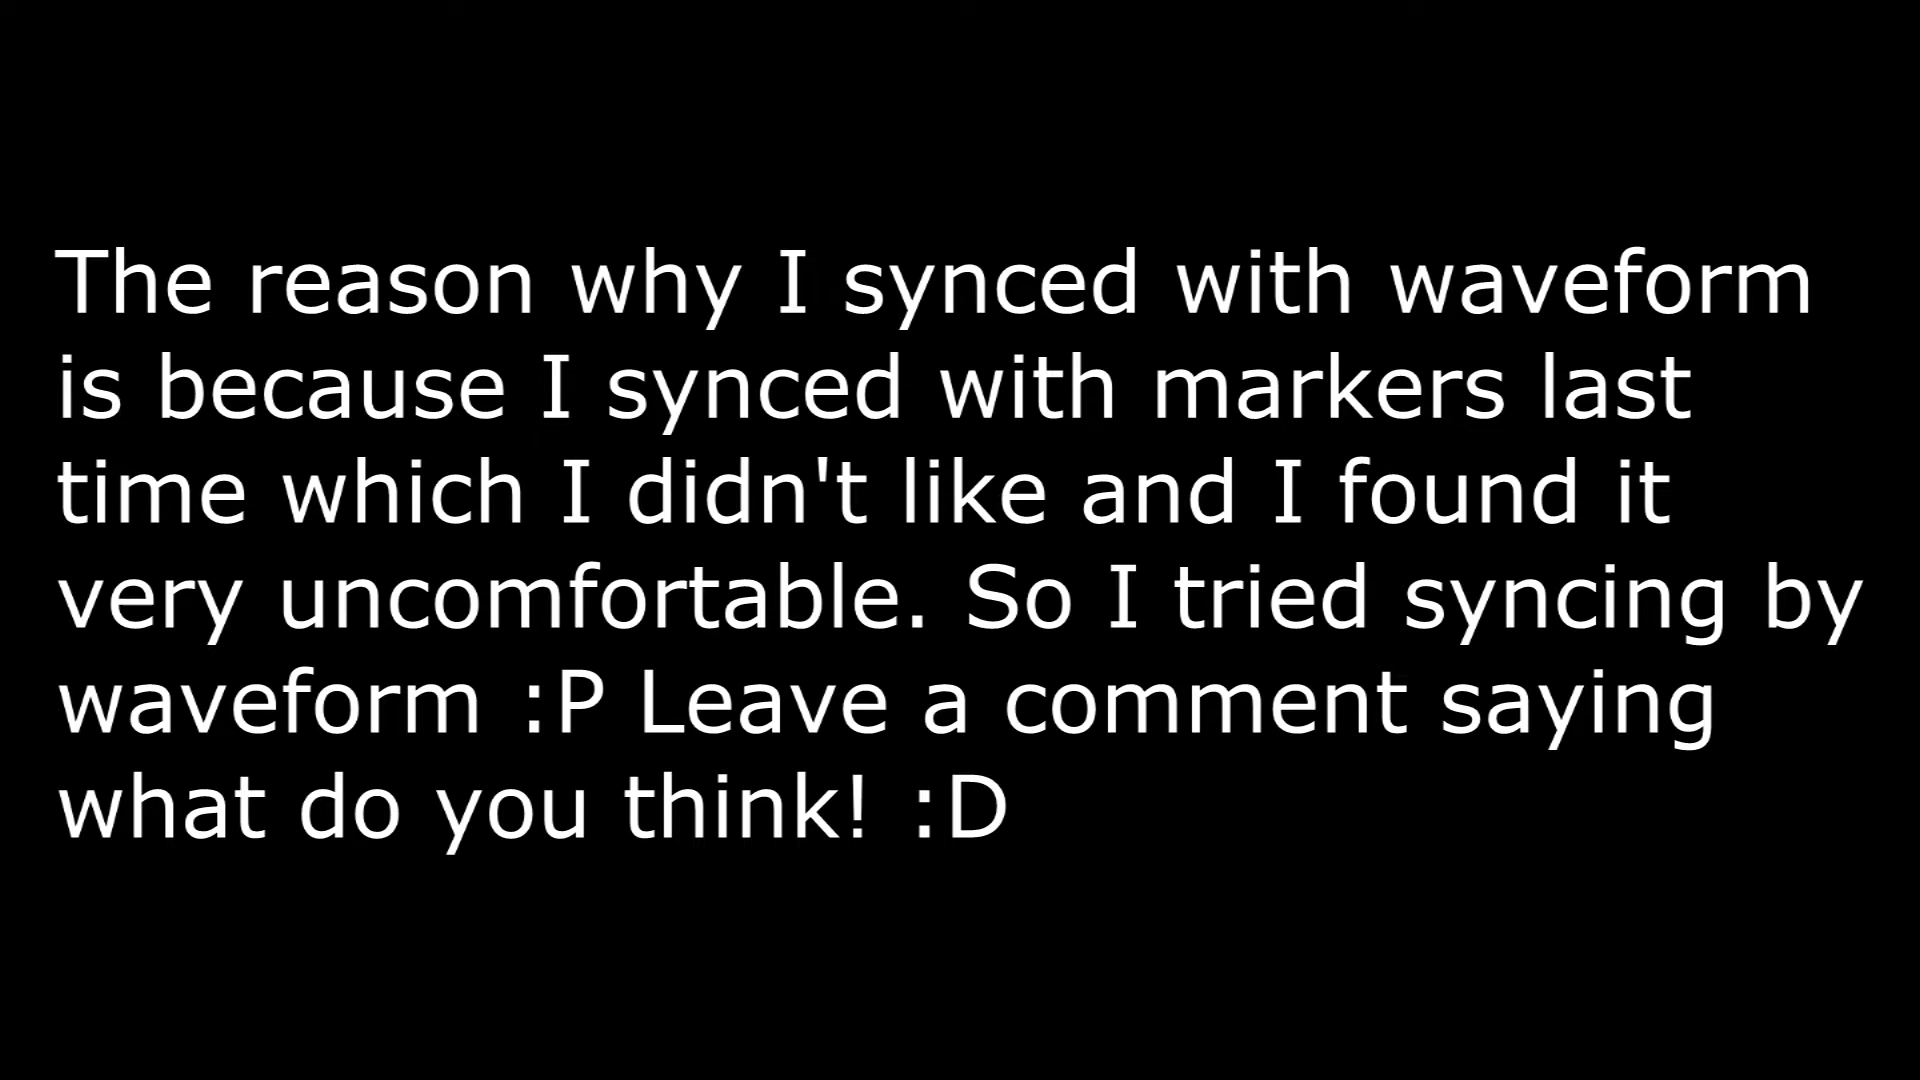 The reason why I synced with waveform
is because I synced with markers last
time which I didn't like and I found it
very uncomfortable. So I tried syncing by
waveform :P Leave a comment saying
what do you think! :D